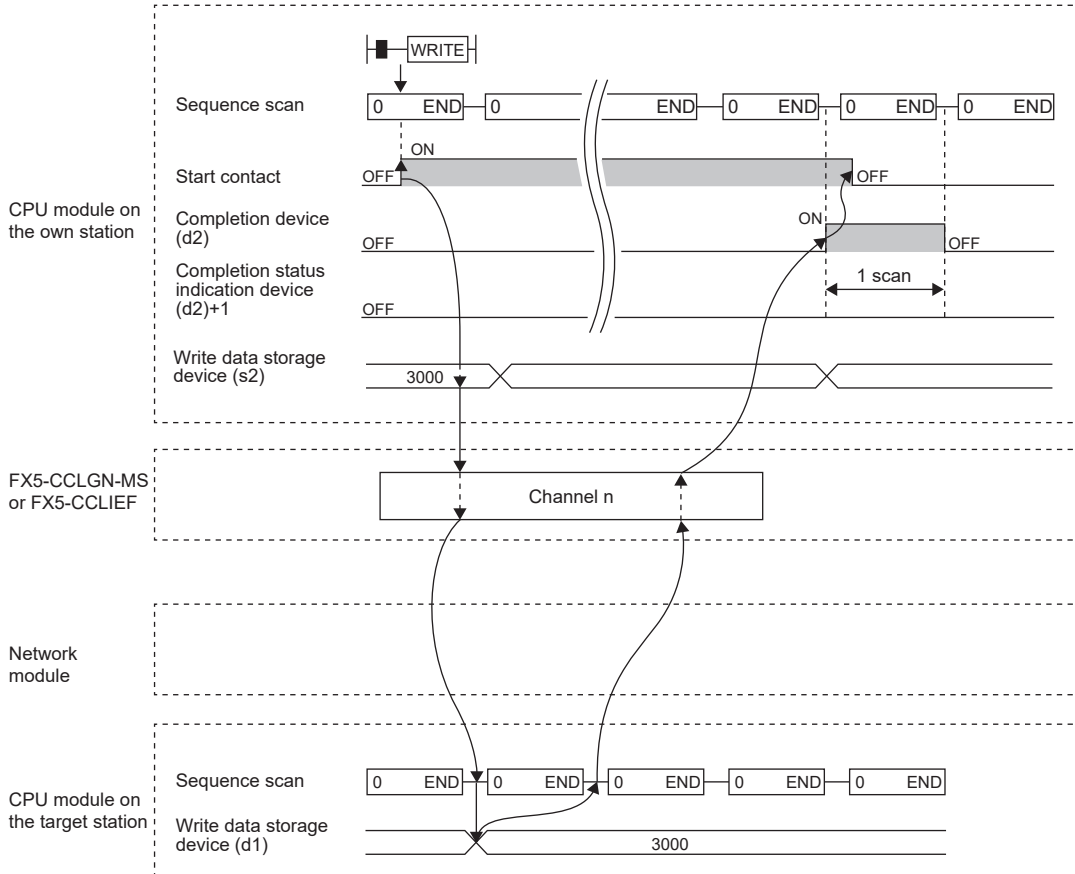 WRITE
Sequence scan
0 END 0 END 0 END 0 END 0 END
ON
Start contact
OFF OFF
CPU module on
the own station
Completion device
(d2)
ON
OFF OFF
Completion status
indication device
(d2)+1
1 scan
OFF
Write data storage
device (s2)
3000
FX5-CCLGN-MS
or FX5-CCLIEF
Channel n
Network
module
CPU module on
the target station
Sequence scan
0 END 0 END 0 END 0 END 0 END
Write data storage
device (d1)
3000